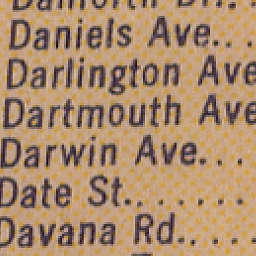 Daniels Ave...
Darlington Ave
Dartmouth Ave
Darwin Ave....
Date St........
Davana Rd.....